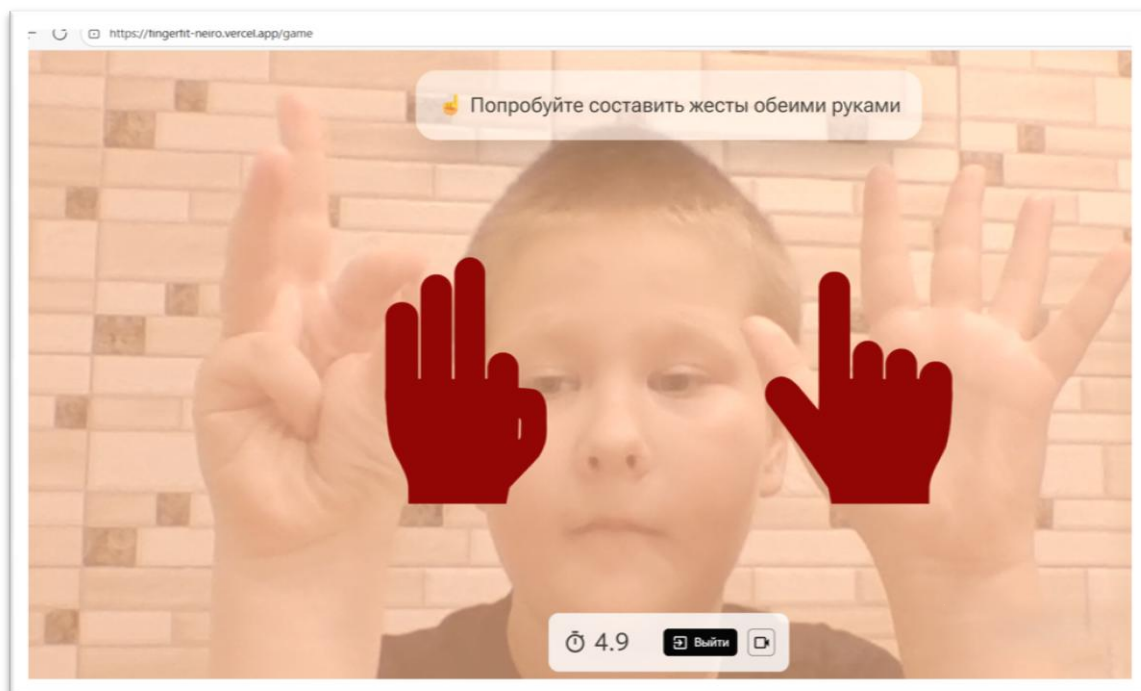 https://fingerfit-neiro.vercel.app/game
☝ Попробуйте составить жесты обеими руками
4.9 Выйти